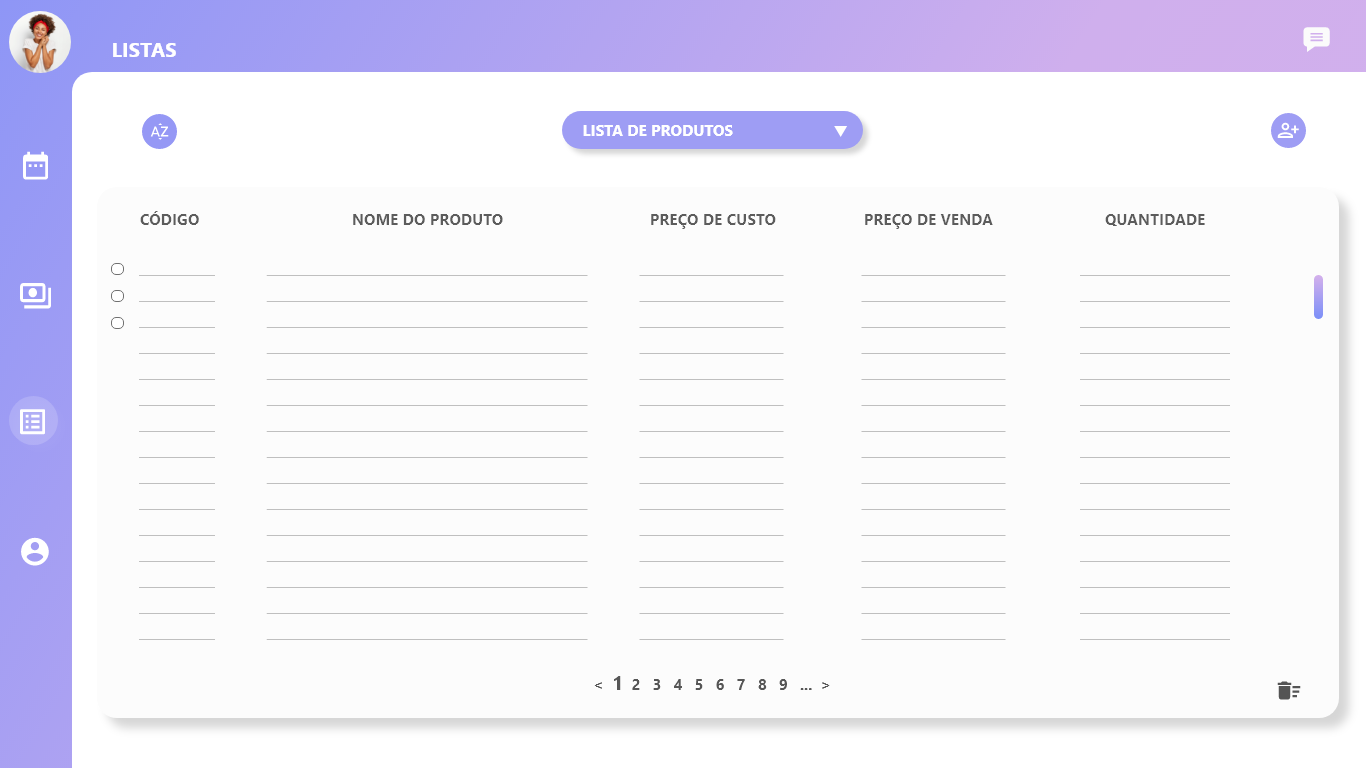 LISTAS
AZ
LISTA DE PRODUTOS
CÓDIGO NOME DO PRODUTO PREÇO DE CUSTO PREÇO DE VENDA QUANTIDADE
< 1 2 3 4 5 6 7 8 9 ... >